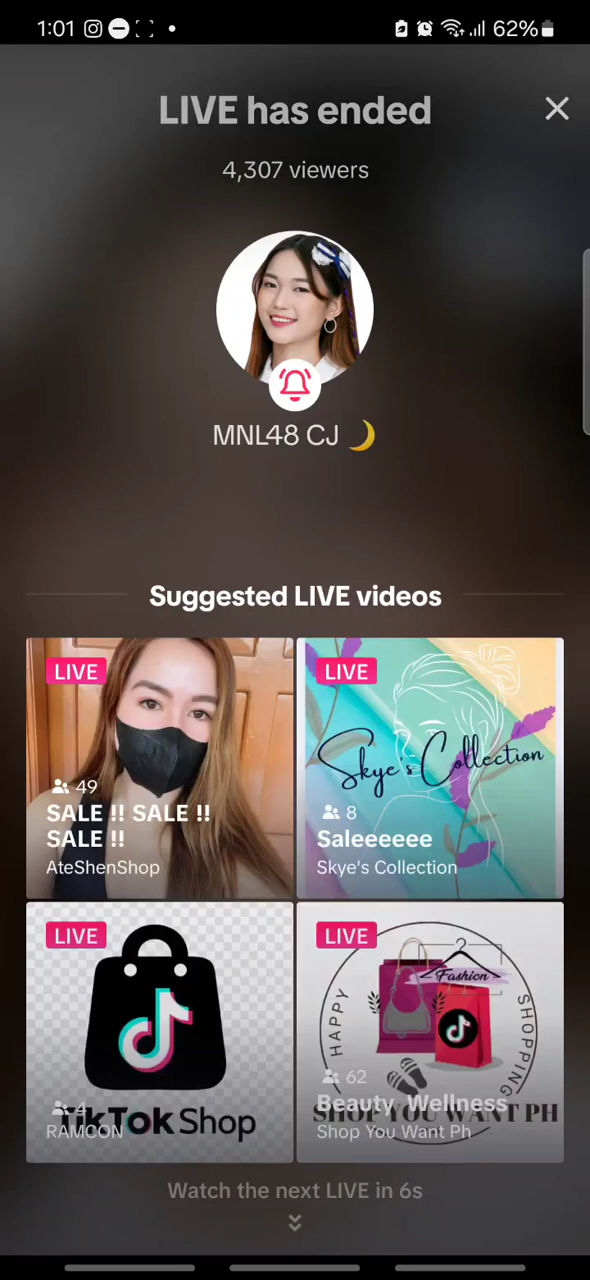 1:01
62%
LIVE has ended
4,307 viewers
MNL48 CJ 🌙
Suggested LIVE videos
LIVE
49
SALE !! SALE !!
SALE !!
AteShenShop
LIVE
Skye's Collection
8
Saleeeeee
Skye's Collection
LIVE
4
TikTok Shop
RAMCON
LIVE
Fashion
HAPPY SHOPPING
62
Beauty Wellness
SHOP YOU WANT PH
Shop You Want Ph
Watch the next LIVE in 6s